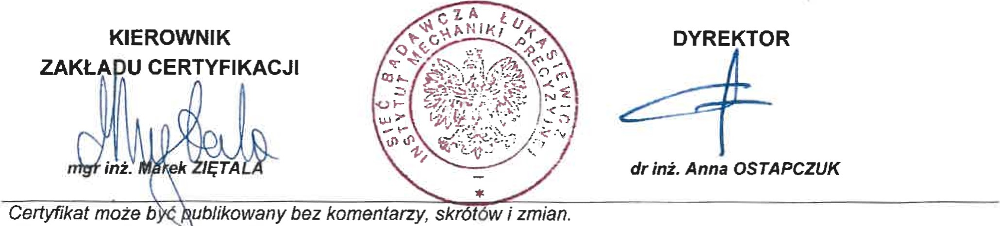 KIEROWNIK
ZAKŁADU CERTYFIKACJI
mgr inż. Marek ZIĘTALA
SIEĆ BADAWCZA ŁUKASIEWICZ
INSTYTUT MECHANIKI PRECYZYJNEJ
DYREKTOR
dr inż. Anna OSTAPCZUK
Certyfikat może być publikowany bez komentarzy, skrótów i zmian.